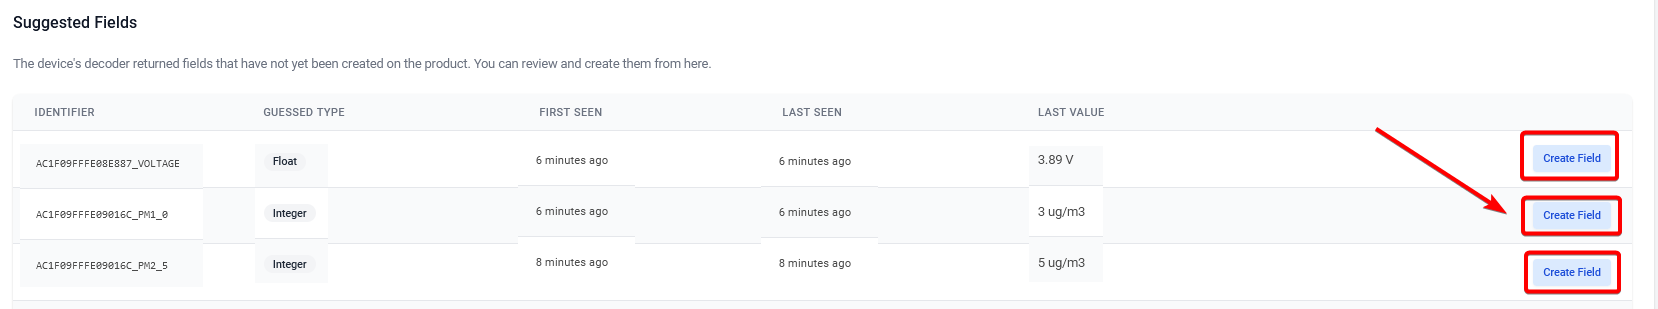 Suggested Fields
The device's decoder returned fields that have not yet been created on the product. You can review and create them from here.
IDENTIFIER GUESSED TYPE FIRST SEEN LAST SEEN LAST VALUE
AC1F09FFFE08E887_VOLTAGE Float 6 minutes ago 6 minutes ago 3.89 V Create Field
AC1F09FFFE09016C_PM1_0 Integer 6 minutes ago 6 minutes ago 3 ug/m3 Create Field
AC1F09FFFE09016C_PM2_5 Integer 8 minutes ago 8 minutes ago 5 ug/m3 Create Field